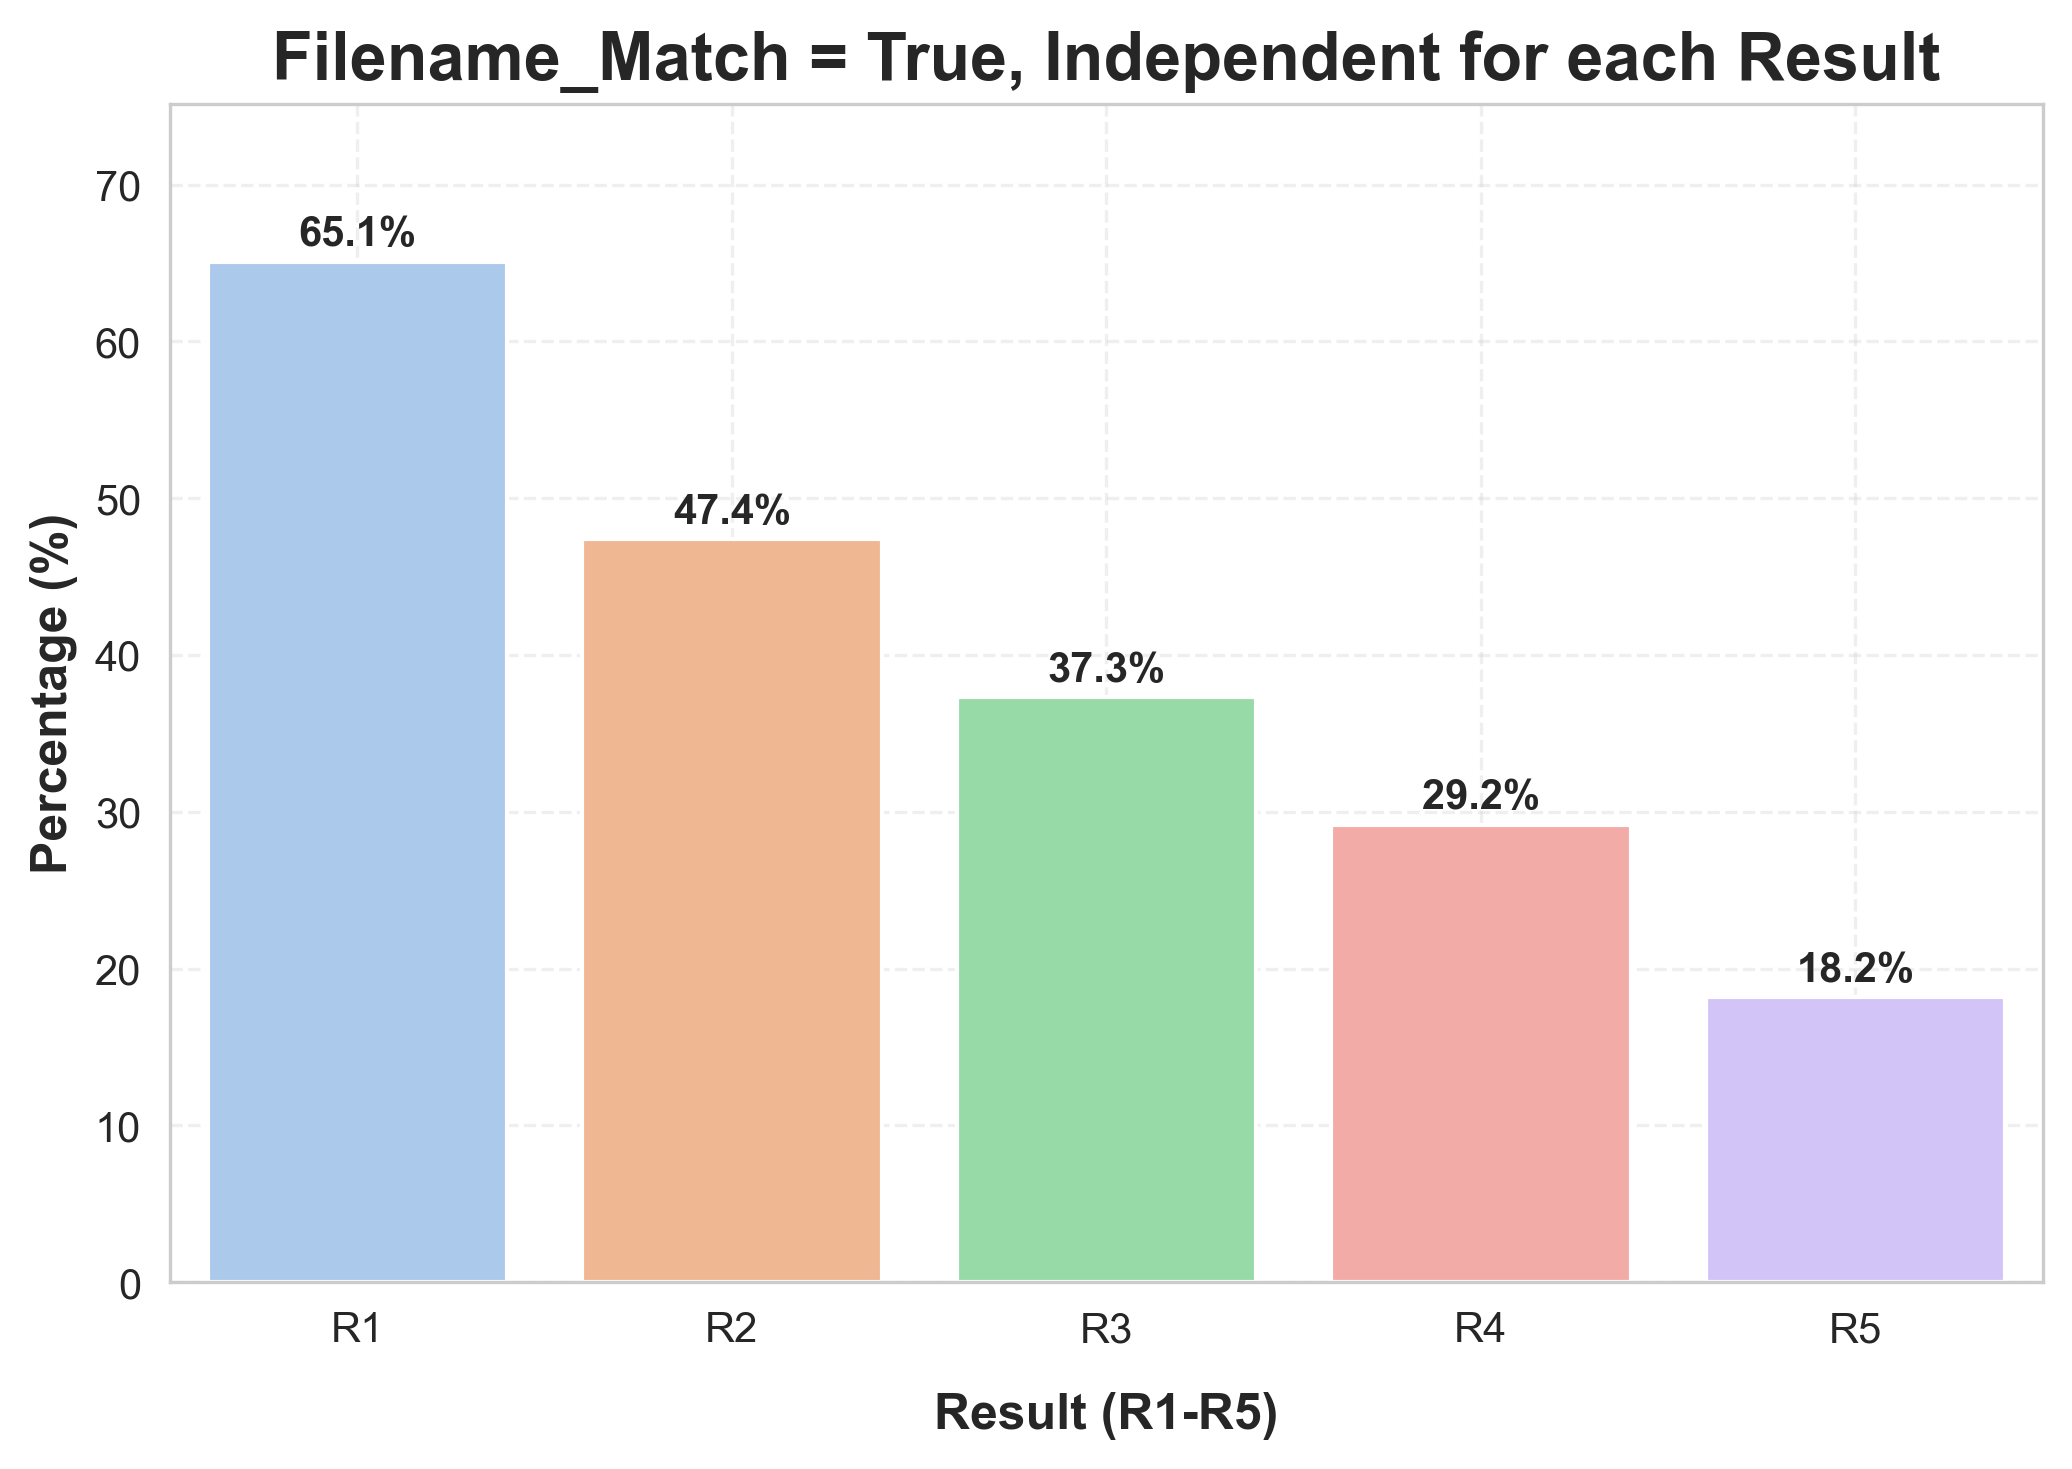 Filename_Match = True, Independent for each Result
Percentage (%)
70
60
50
40
30
20
10
0
65.1%
47.4%
37.3%
29.2%
18.2%
R1
R2
R3
R4
R5
Result (R1-R5)